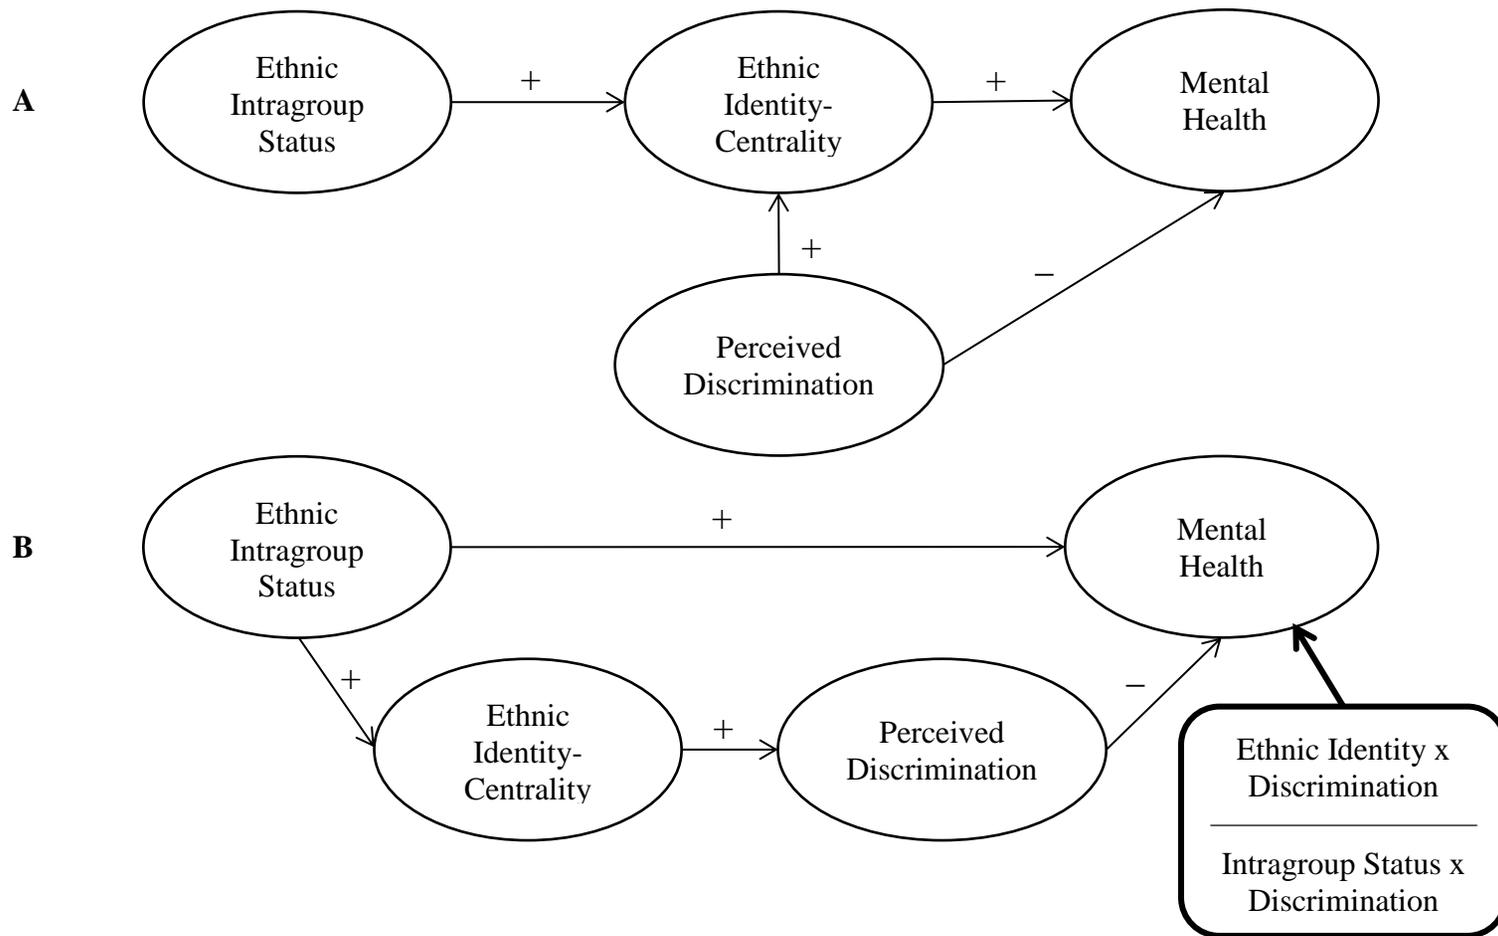 A
Ethnic
Intragroup
Status
+
Ethnic
Identity-
Centrality
+
Mental
Health
+
Perceived
Discrimination
−
B
Ethnic
Intragroup
Status
+
Mental
Health
+
Ethnic
Identity-
Centrality
+
Perceived
Discrimination
−
Ethnic Identity x
Discrimination
Intragroup Status x
Discrimination